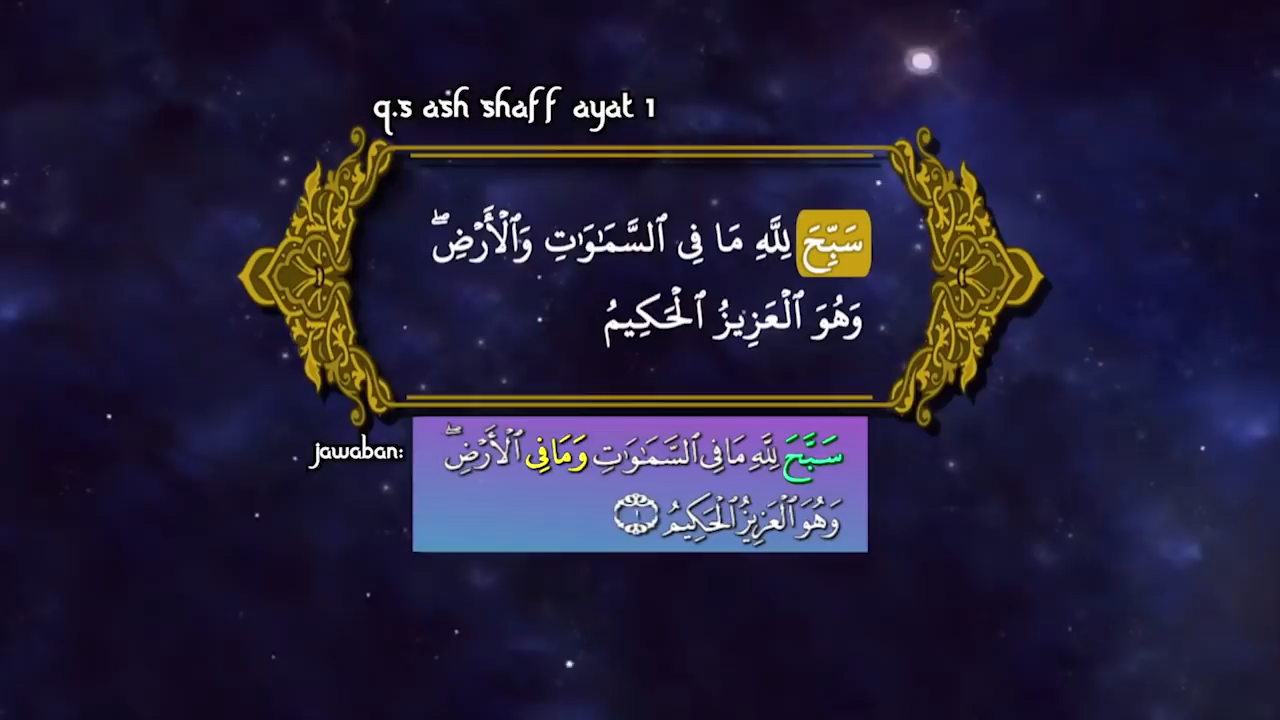 Q.S ASH SHAFF AYAT 1
سَبِّحَ لِلَّهِ مَا فِى ٱلسَّمَـٰوَٰتِ وَٱلْأَرْضِ ۖ
وَهُوَ ٱلْعَزِيزُ ٱلْحَكِيمُ
JAWABAN:
سَبَّحَ لِلَّهِ مَا فِى ٱلسَّمَـٰوَٰتِ وَمَا فِى ٱلْأَرْضِ ۖ
وَهُوَ ٱلْعَزِيزُ ٱلْحَكِيمُ ١